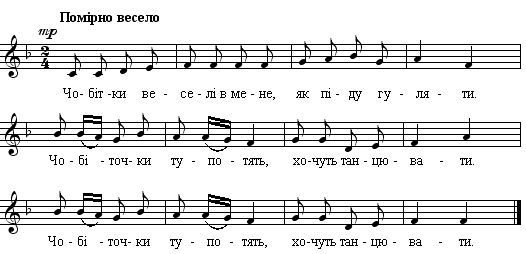 Помірно весело
mp
2
4
Чо-біт-ки ве-се-лі в ме-не, як пі-ду гу-ля-ти.
Чо-бі-точ-ки ту-по-тять, хо-чуть тан-цю-ва-ти.
Чо-бі-точ-ки ту-по-тять, хо-чуть тан-цю-ва-ти.